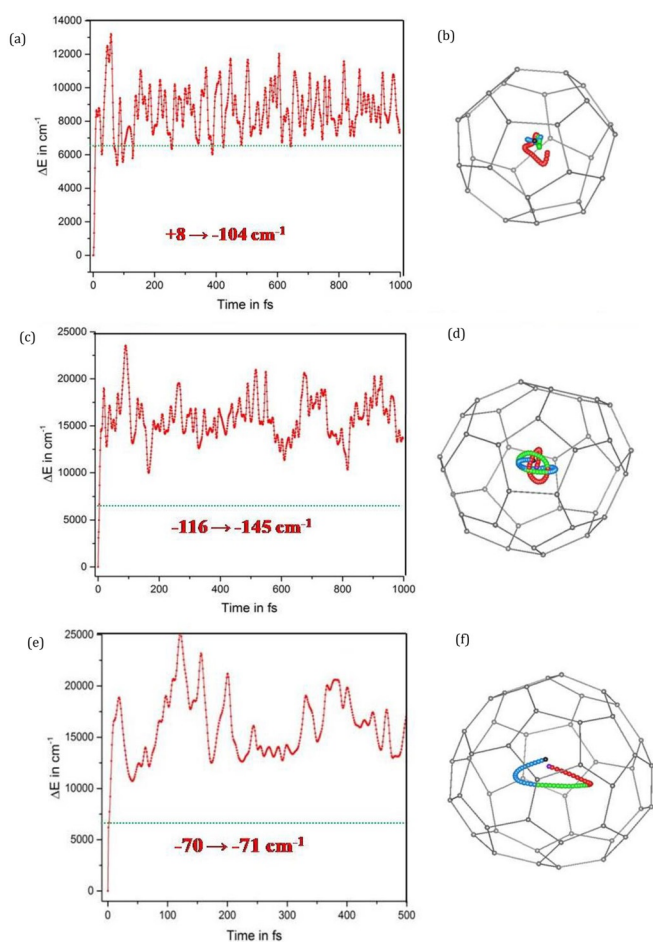 (a)
14000
12000
10000
8000
6000
4000
2000
0
ΔE in cm⁻¹
+8 → -104 cm⁻¹
0
200
400
600
800
1000
Time in fs
(b)
(c)
25000
20000
15000
10000
5000
0
ΔE in cm⁻¹
-116 → -145 cm⁻¹
0
200
400
600
800
1000
Time in fs
(d)
(e)
25000
20000
15000
10000
5000
0
ΔE in cm⁻¹
-70 → -71 cm⁻¹
0
100
200
300
400
500
Time in fs
(f)